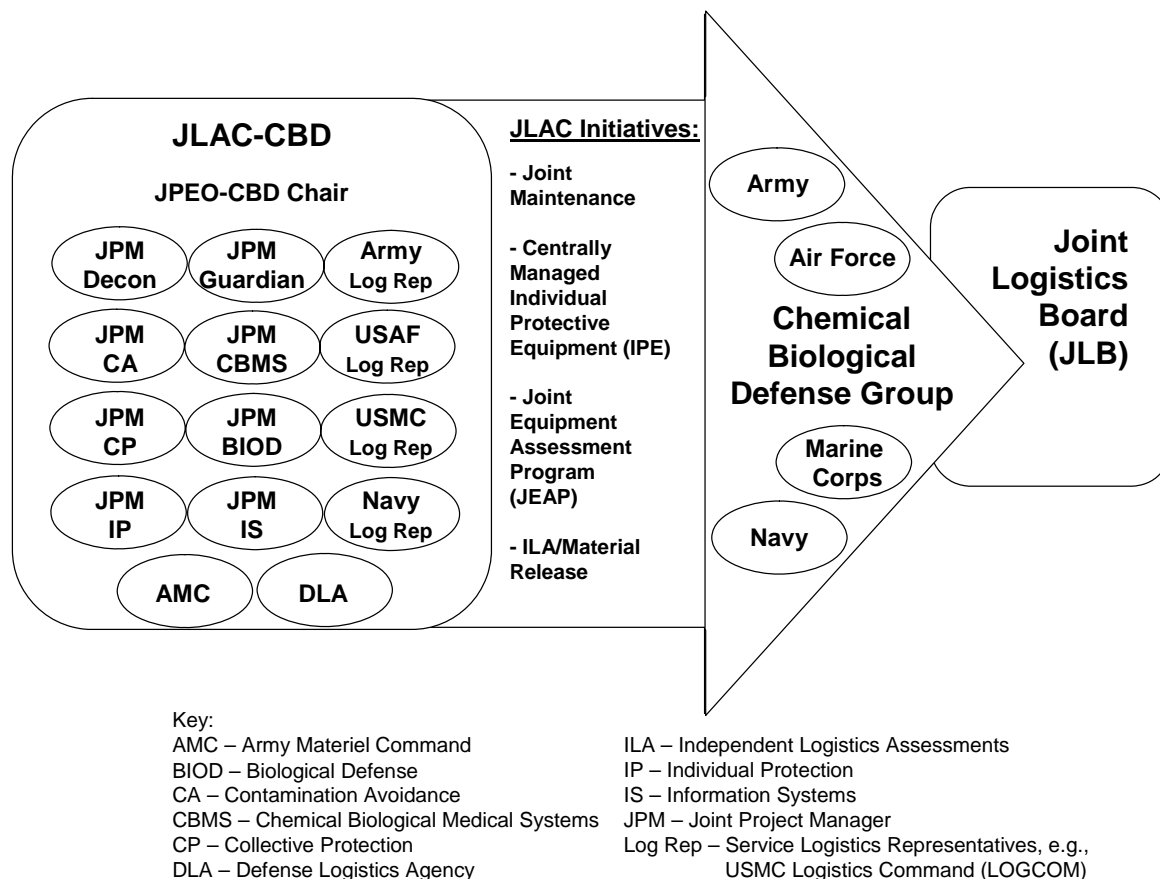 JLAC-CBD
JPEO-CBD Chair
JPM
Decon
JPM
Guardian
Army
Log Rep
JPM
CA
JPM
CBMS
USAF
Log Rep
JPM
CP
JPM
BIOD
USMC
Log Rep
JPM
IP
JPM
IS
Navy
Log Rep
AMC
DLA
JLAC Initiatives:
- Joint
Maintenance
- Centrally
Managed
Individual
Protective
Equipment (IPE)
- Joint
Equipment
Assessment
Program
(JEAP)
- ILA/Material
Release
Army
Air Force
Chemical
Biological
Defense Group
Marine
Corps
Navy
Joint
Logistics
Board
(JLB)
Key:
AMC – Army Materiel Command
BIOD – Biological Defense
CA – Contamination Avoidance
CBMS – Chemical Biological Medical Systems
CP – Collective Protection
DLA – Defense Logistics Agency
ILA – Independent Logistics Assessments
IP – Individual Protection
IS – Information Systems
JPM – Joint Project Manager
Log Rep – Service Logistics Representatives, e.g.,
USMC Logistics Command (LOGCOM)